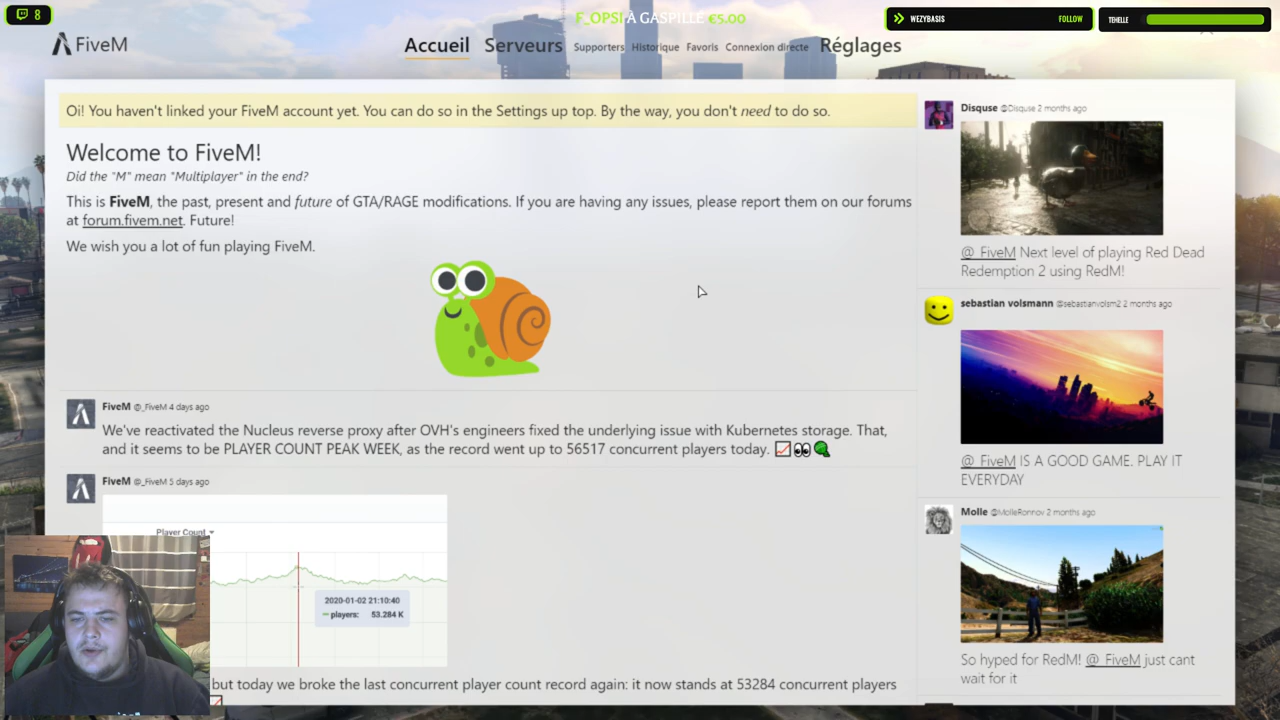 8
F_OPSI À GASPILLÉ €5.00
WEZYBASIS
FOLLOW
TEHELLE
FiveM
Accueil Serveurs Supporters Historique Favoris Connexion directe Réglages
Oi! You haven't linked your FiveM account yet. You can do so in the Settings up top. By the way, you don't need to do so.
Welcome to FiveM!
Did the "M" mean "Multiplayer" in the end?
This is FiveM, the past, present and future of GTA/RAGE modifications. If you are having any issues, please report them on our forums
at forum.fivem.net. Future!
We wish you a lot of fun playing FiveM.
FiveM @_FiveM 4 days ago
We've reactivated the Nucleus reverse proxy after OVH's engineers fixed the underlying issue with Kubernetes storage. That,
and it seems to be PLAYER COUNT PEAK WEEK, as the record went up to 56517 concurrent players today.
FiveM @_FiveM 5 days ago
Player Count
2020-01-02 21:10:40
players: 53.284 K
but today we broke the last concurrent player count record again: it now stands at 53284 concurrent players
Disquse @Disquse 2 months ago
@_FiveM Next level of playing Red Dead
Redemption 2 using RedM!
sebastian volsmann @sebastianvolsm2 2 months ago
@_FiveM IS A GOOD GAME. PLAY IT
EVERYDAY
Molle @MolleRonnov 2 months ago
So hyped for RedM! @_FiveM just cant
wait for it